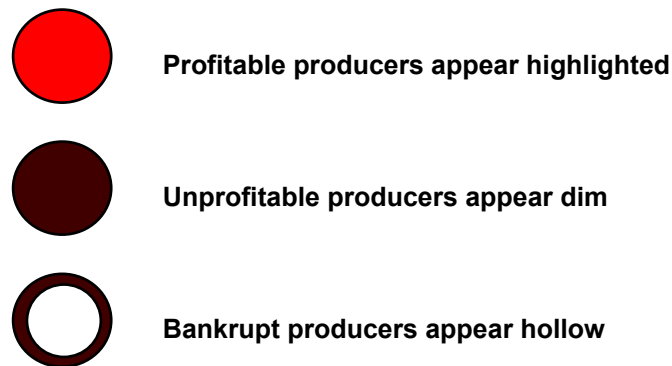 Profitable producers appear highlighted
Unprofitable producers appear dim
Bankrupt producers appear hollow